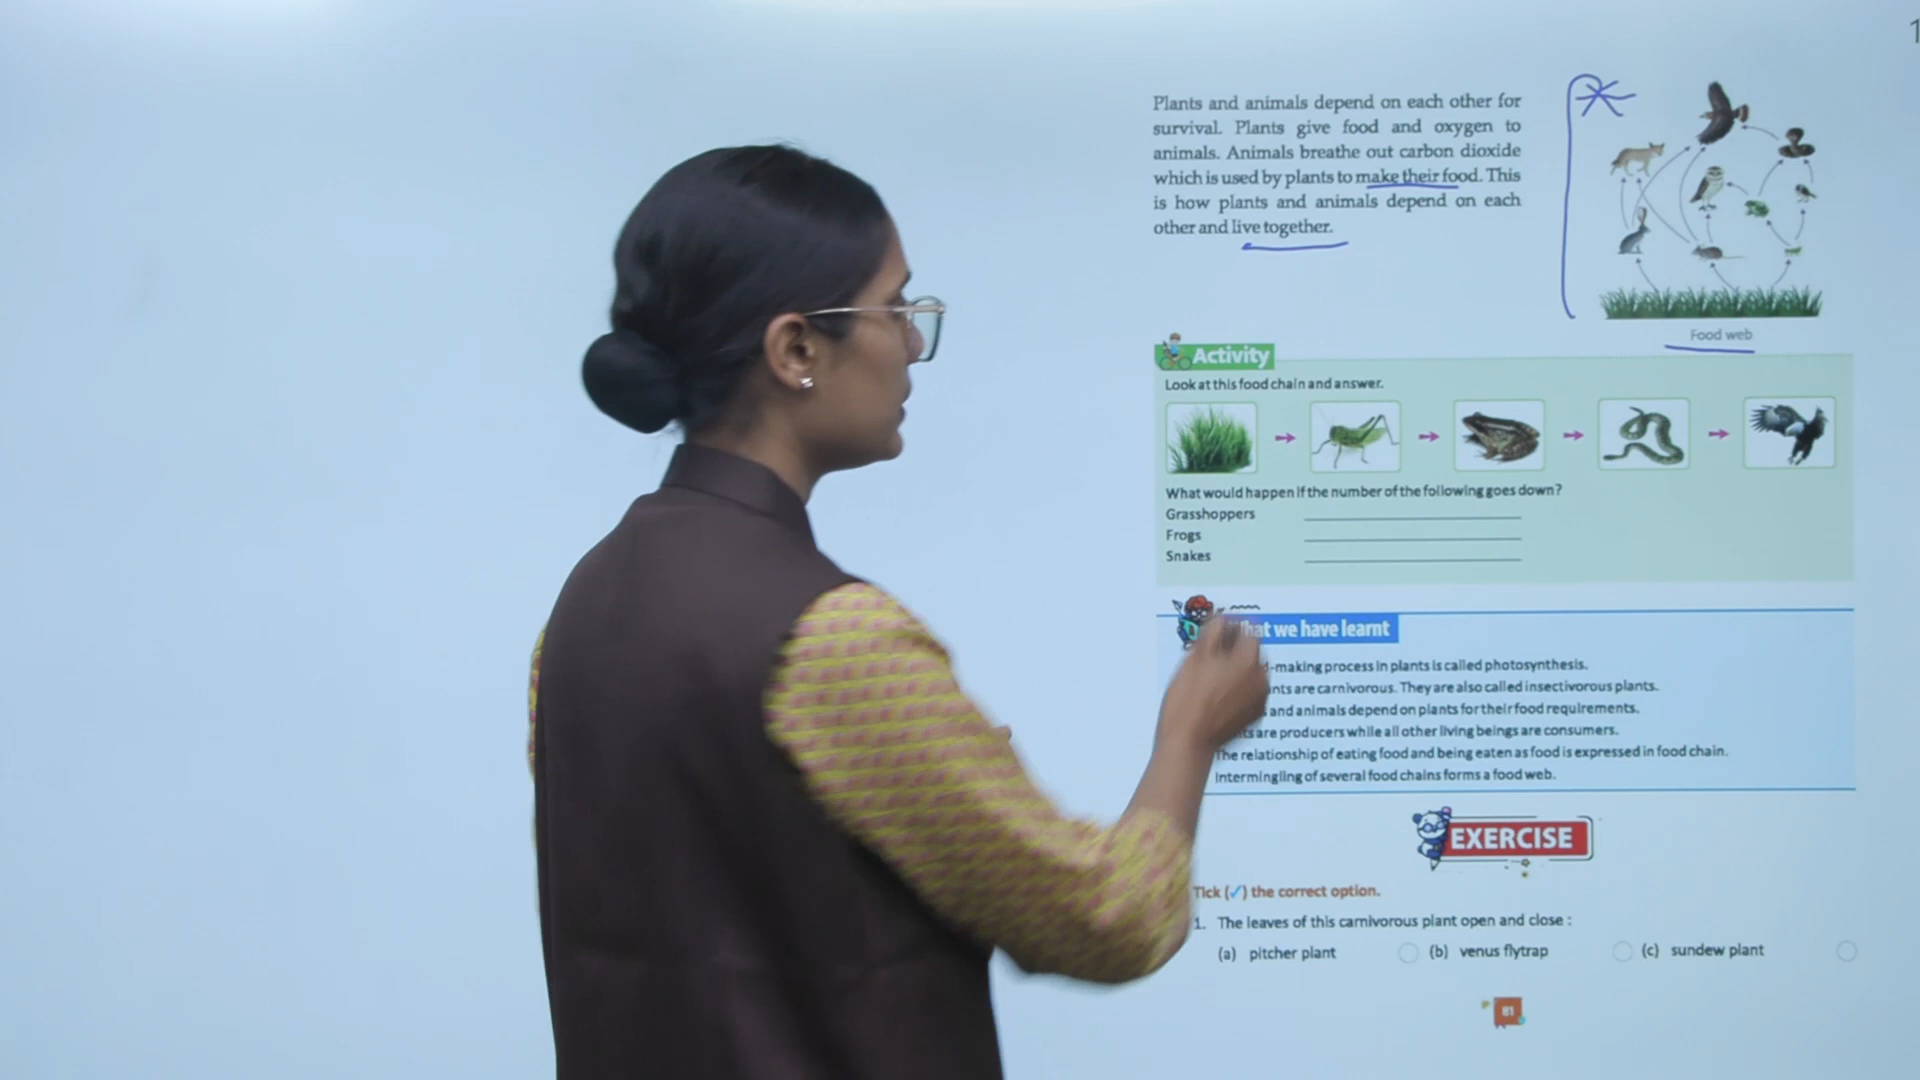 1
Plants and animals depend on each other for
survival. Plants give food and oxygen to
animals. Animals breathe out carbon dioxide
which is used by plants to make their food. This
is how plants and animals depend on each
other and live together.
Food web
Activity
Look at this food chain and answer.
What would happen if the number of the following goes down?
Grasshoppers
Frogs
Snakes
What we have learnt
-making process in plants is called photosynthesis.
are carnivorous. They are also called insectivorous plants.
and animals depend on plants for their food requirements.
are producers while all other living beings are consumers.
The relationship of eating food and being eaten as food is expressed in food chain.
Intermingling of several food chains forms a food web.
EXERCISE
Tick (✓) the correct option.
1. The leaves of this carnivorous plant open and close :
(a) pitcher plant (b) venus flytrap (c) sundew plant
81